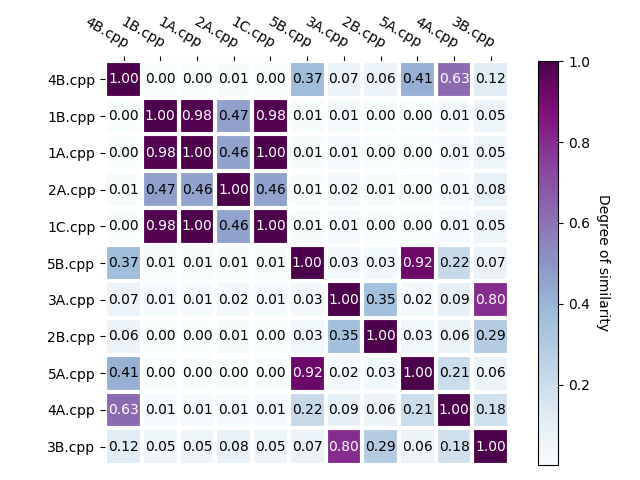 4B.cpp 1B.cpp 1A.cpp 2A.cpp 1C.cpp 5B.cpp 3A.cpp 2B.cpp 5A.cpp 4A.cpp 3B.cpp
4B.cpp 1.00 0.00 0.00 0.01 0.00 0.37 0.07 0.06 0.41 0.63 0.12
1B.cpp 0.00 1.00 0.98 0.47 0.98 0.01 0.01 0.00 0.00 0.01 0.05
1A.cpp 0.00 0.98 1.00 0.46 1.00 0.01 0.01 0.00 0.00 0.01 0.05
2A.cpp 0.01 0.47 0.46 1.00 0.46 0.01 0.02 0.01 0.00 0.01 0.08
1C.cpp 0.00 0.98 1.00 0.46 1.00 0.01 0.01 0.00 0.00 0.01 0.05
5B.cpp 0.37 0.01 0.01 0.01 0.01 1.00 0.03 0.03 0.92 0.22 0.07
3A.cpp 0.07 0.01 0.01 0.02 0.01 0.03 1.00 0.35 0.02 0.09 0.80
2B.cpp 0.06 0.00 0.00 0.01 0.00 0.03 0.35 1.00 0.03 0.06 0.29
5A.cpp 0.41 0.00 0.00 0.00 0.00 0.92 0.02 0.03 1.00 0.21 0.06
4A.cpp 0.63 0.01 0.01 0.01 0.01 0.22 0.09 0.06 0.21 1.00 0.18
3B.cpp 0.12 0.05 0.05 0.08 0.05 0.07 0.80 0.29 0.06 0.18 1.00
1.0
0.8
0.6
0.4
0.2
Degree of similarity